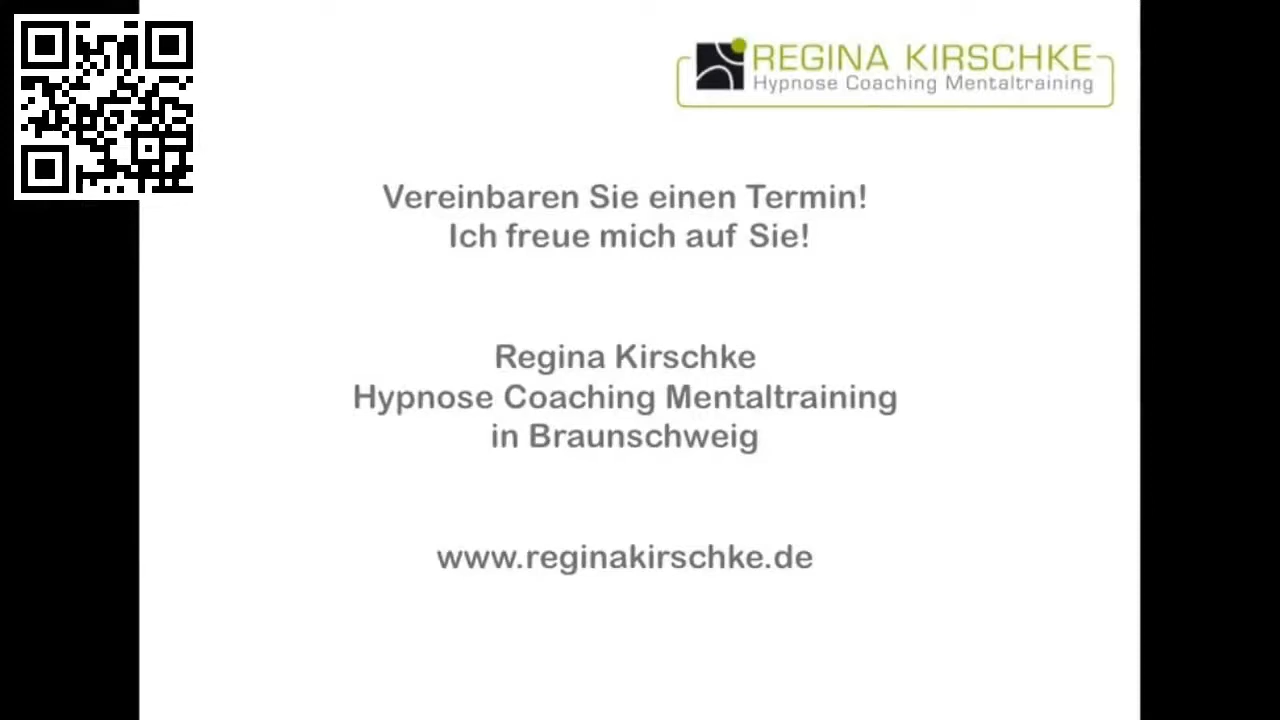 REGINA KIRSCHKE
Hypnose Coaching Mentaltraining
Vereinbaren Sie einen Termin!
Ich freue mich auf Sie!
Regina Kirschke
Hypnose Coaching Mentaltraining
in Braunschweig
www.reginakirschke.de